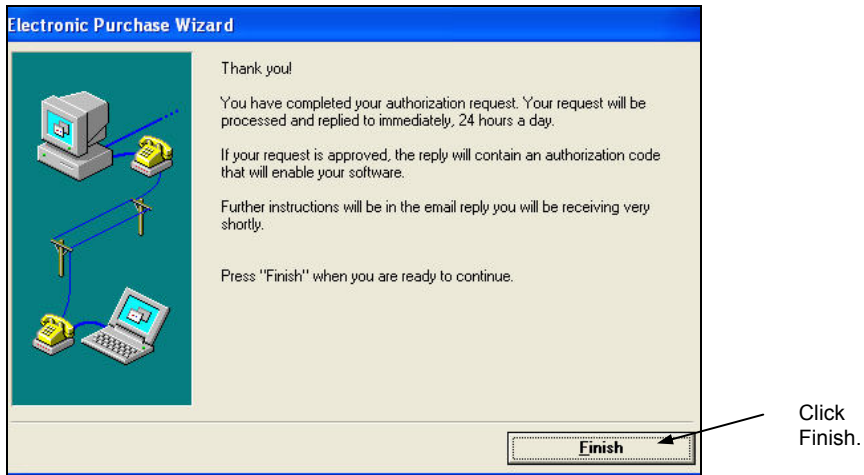 Electronic Purchase Wizard
Thank you!
You have completed your authorization request. Your request will be
processed and replied to immediately, 24 hours a day.
If your request is approved, the reply will contain an authorization code
that will enable your software.
Further instructions will be in the email reply you will be receiving very
shortly.
Press "Finish" when you are ready to continue.
Finish
Click
Finish.